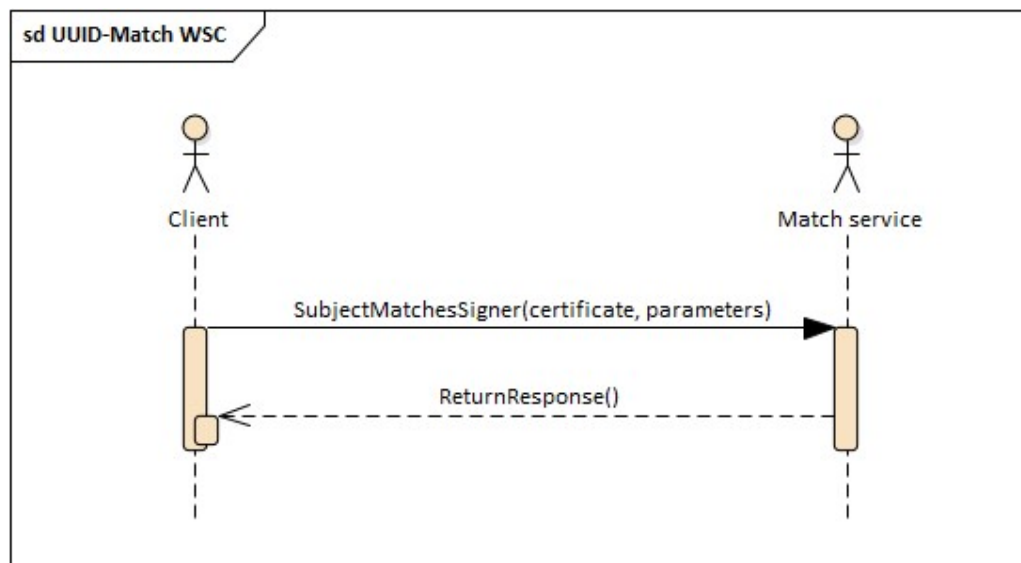 sd UUID-Match WSC
Client
Match service
SubjectMatchesSigner(certificate, parameters)
ReturnResponse()